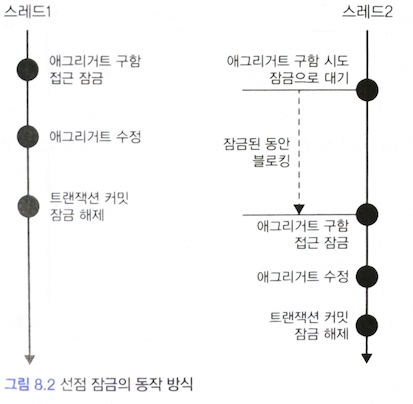 스레드1
애그리거트 구함
접근 잠금
애그리거트 수정
트랜잭션 커밋
잠금 해제
스레드2
애그리거트 구함 시도
잠금으로 대기
잠금된 동안
블로킹
애그리거트 구함
접근 잠금
애그리거트 수정
트랜잭션 커밋
잠금 해제
그림 8.2 선점 잠금의 동작 방식